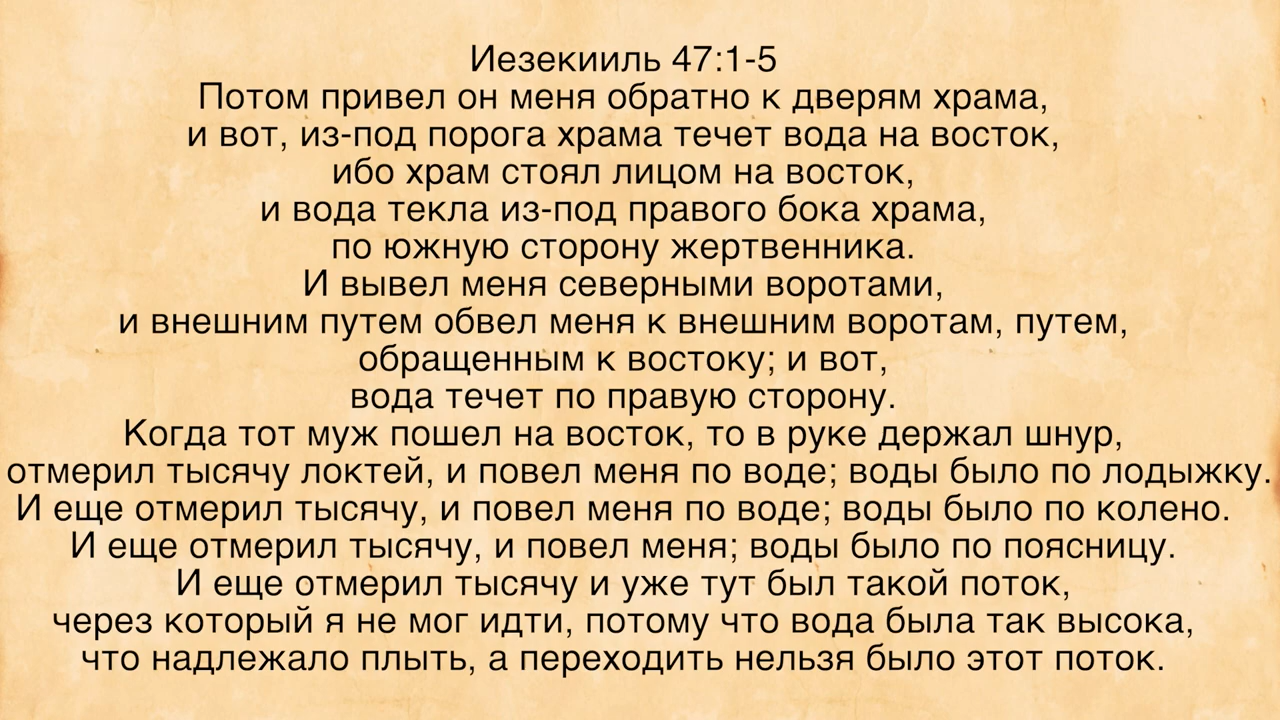 Иезекииль 47:1-5
Потом привел он меня обратно к дверям храма,
и вот, из-под порога храма течет вода на восток,
ибо храм стоял лицом на восток,
и вода текла из-под правого бока храма,
по южную сторону жертвенника.
И вывел меня северными воротами,
и внешним путем обвел меня к внешним воротам, путем,
обращенным к востоку; и вот,
вода течет по правую сторону.
Когда тот муж пошел на восток, то в руке держал шнур,
отмерил тысячу локтей, и повел меня по воде; воды было по лодыжку.
И еще отмерил тысячу, и повел меня по воде; воды было по колено.
И еще отмерил тысячу, и повел меня; воды было по поясницу.
И еще отмерил тысячу и уже тут был такой поток,
через который я не мог идти, потому что вода была так высока,
что надлежало плыть, а переходить нельзя было этот поток.